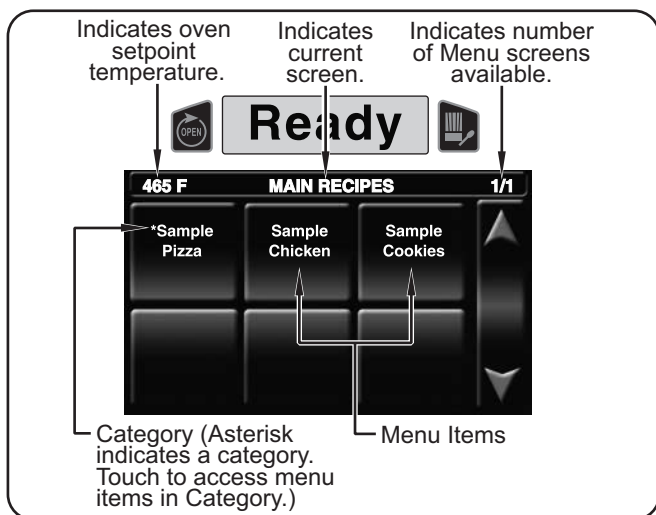 Indicates oven
setpoint
temperature.
Indicates
current
screen.
Indicates number
of Menu screens
available.
OPEN
Ready
465 F
MAIN RECIPES
1/1
*Sample
Pizza
Sample
Chicken
Sample
Cookies
Category (Asterisk
indicates a category.
Touch to access menu
items in Category.)
Menu Items